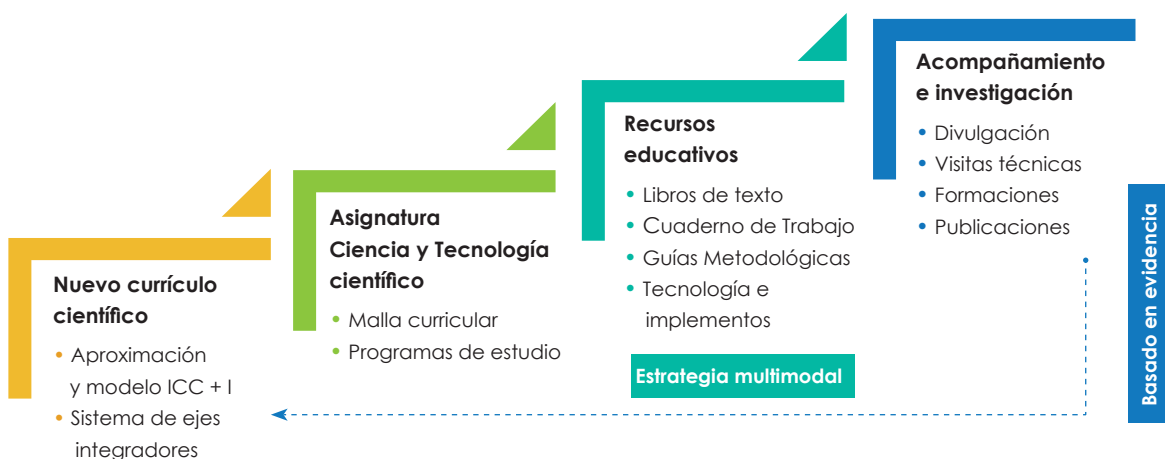 Nuevo currículo
científico
• Aproximación
y modelo ICC + I
• Sistema de ejes
integradores
Asignatura
Ciencia y Tecnología
científico
• Malla curricular
• Programas de estudio
Recursos
educativos
• Libros de texto
• Cuaderno de Trabajo
• Guías Metodológicas
• Tecnología e
implementos
Estrategia multimodal
Acompañamiento
e investigación
• Divulgación
• Visitas técnicas
• Formaciones
• Publicaciones
Basado en evidencia